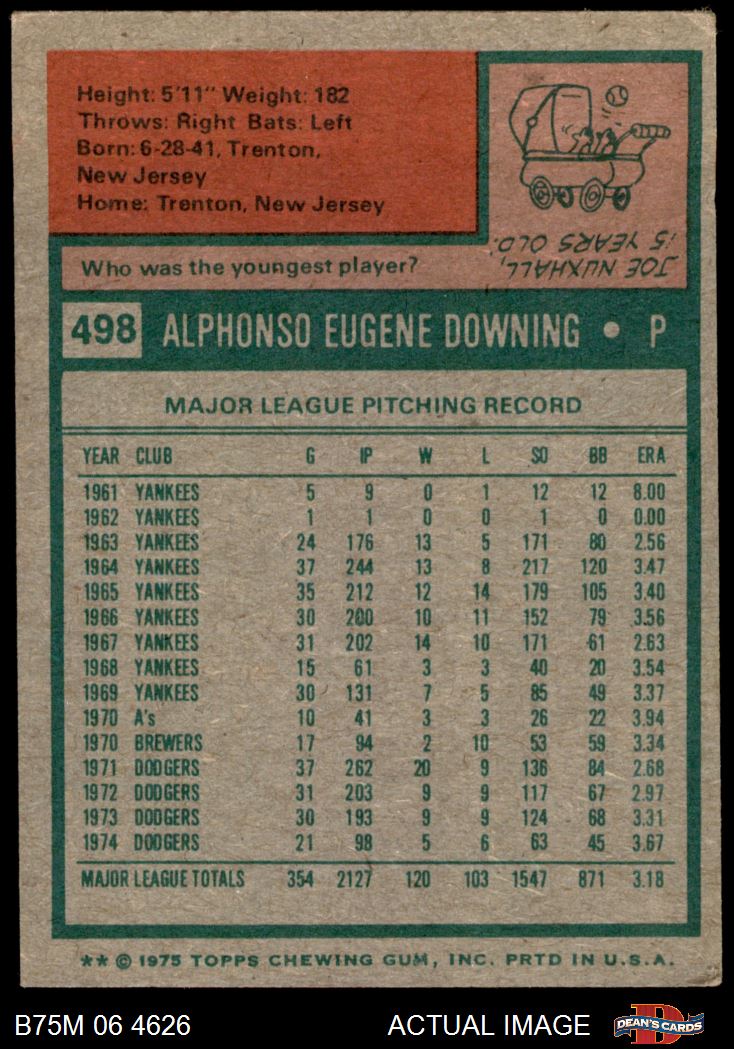 Height: 5'11" Weight: 182
Throws: Right Bats: Left
Born: 6-28-41, Trenton,
New Jersey
Home: Trenton, New Jersey
Who was the youngest player?
JOE NUXHALL,
15 YEARS OLD.
498 ALPHONSO EUGENE DOWNING • P
MAJOR LEAGUE PITCHING RECORD
YEAR CLUB G IP W L SO BB ERA
1961 YANKEES 5 9 0 1 12 12 8.00
1962 YANKEES 1 1 0 0 1 0 0.00
1963 YANKEES 24 176 13 5 171 80 2.56
1964 YANKEES 37 244 13 8 217 120 3.47
1965 YANKEES 35 212 12 14 179 105 3.40
1966 YANKEES 30 200 10 11 152 79 3.56
1967 YANKEES 31 202 14 10 171 61 2.63
1968 YANKEES 15 61 3 3 40 20 3.54
1969 YANKEES 30 131 7 5 85 49 3.37
1970 A's 10 41 3 3 26 22 3.94
1970 BREWERS 17 94 2 10 53 59 3.34
1971 DODGERS 37 262 20 9 136 84 2.68
1972 DODGERS 31 203 9 9 117 67 2.97
1973 DODGERS 30 193 9 9 124 68 3.31
1974 DODGERS 21 98 5 6 63 45 3.67
MAJOR LEAGUE TOTALS 354 2127 120 103 1547 871 3.18
** © 1975 TOPPS CHEWING GUM, INC. PRTD IN U.S.A.
B75M 06 4626 ACTUAL IMAGE D DEAN'S CARDS